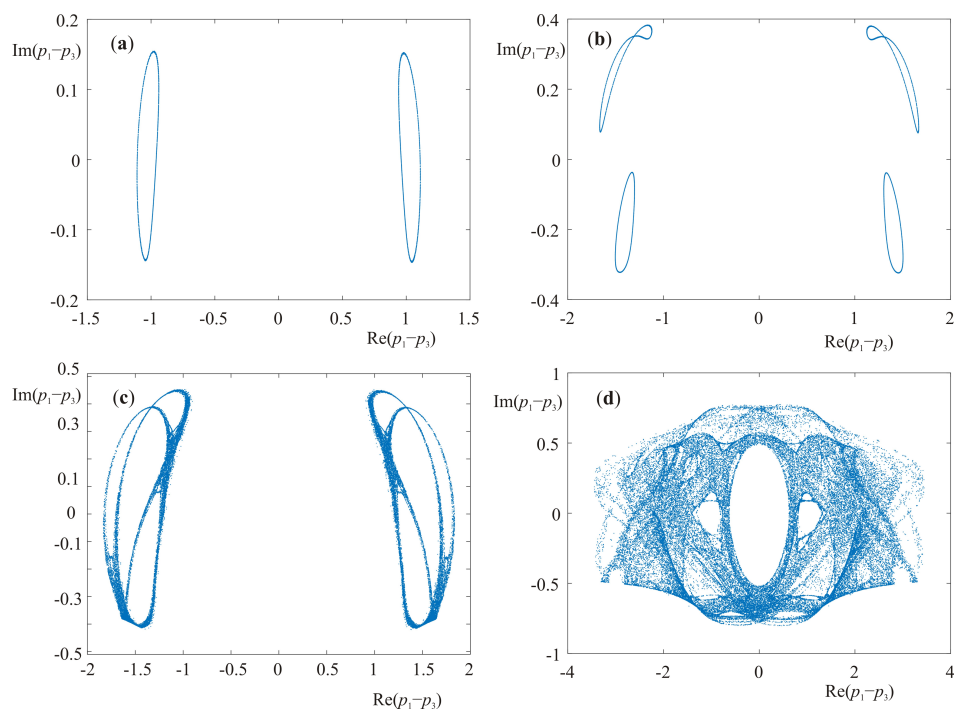 (a)
Im(p₁–p₃)
0.2
0.1
0
-0.1
-0.2
-1.5 -1 -0.5 0 0.5 1 1.5
Re(p₁–p₃)
(b)
Im(p₁–p₃)
0.4
0.2
0
-0.2
-0.4
-2 -1 0 1 2
Re(p₁–p₃)
(c)
Im(p₁–p₃)
0.5
0.3
0.1
0
-0.1
-0.3
-0.5
-2 -1.5 -1 -0.5 0 0.5 1 1.5 2
Re(p₁–p₃)
(d)
Im(p₁–p₃)
1
0.5
0
-0.5
-1
-4 -2 0 2 4
Re(p₁–p₃)